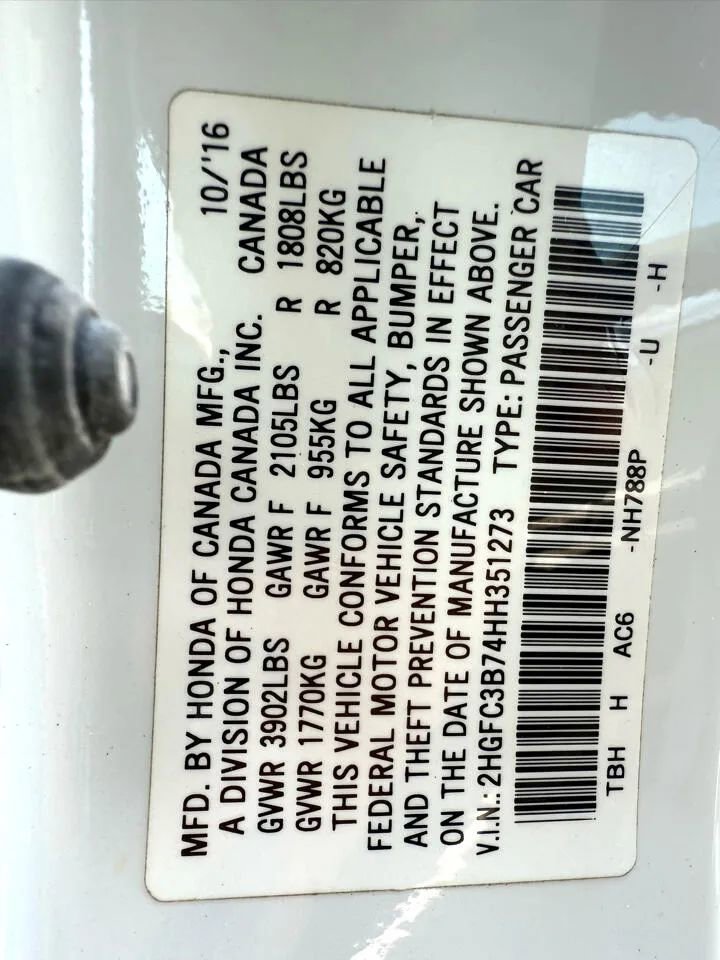 MFD. BY HONDA OF CANADA MFG., 10/'16
A DIVISION OF HONDA CANADA INC. CANADA
GVWR 3902LBS GAWR F 2105LBS R 1808LBS
GVWR 1770KG GAWR F 955KG R 820KG
THIS VEHICLE CONFORMS TO ALL APPLICABLE
FEDERAL MOTOR VEHICLE SAFETY, BUMPER,
AND THEFT PREVENTION STANDARDS IN EFFECT
ON THE DATE OF MANUFACTURE SHOWN ABOVE.
V.I.N.: 2HGFC3B74HH351273 TYPE: PASSENGER CAR
TBH H AC6 -NH788P -U -H